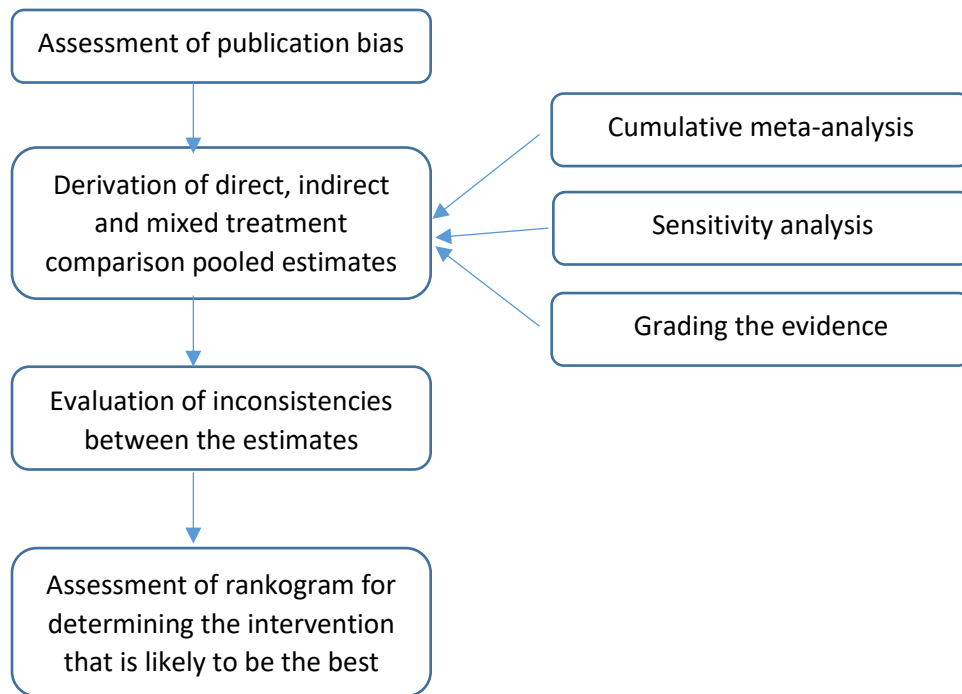 Assessment of publication bias
Derivation of direct, indirect
and mixed treatment
comparison pooled estimates
Cumulative meta-analysis
Sensitivity analysis
Grading the evidence
Evaluation of inconsistencies
between the estimates
Assessment of rankogram for
determining the intervention
that is likely to be the best